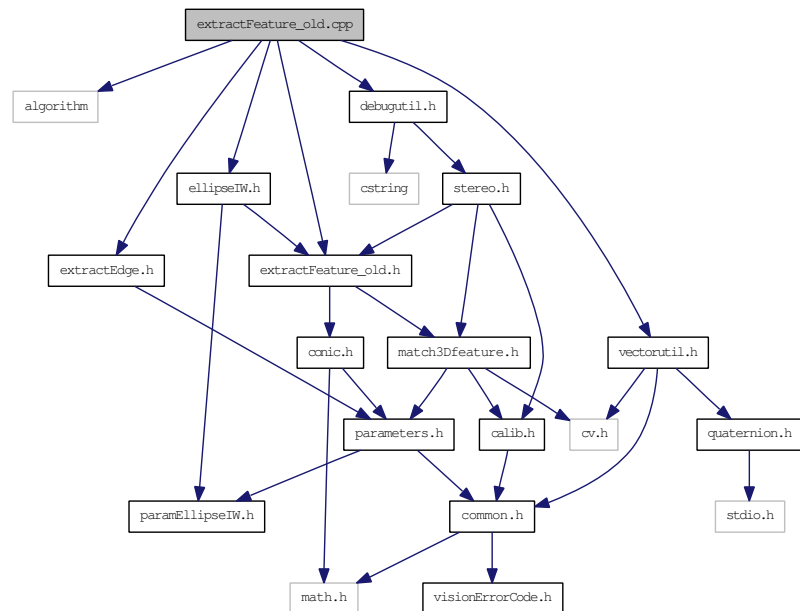 extractFeature_old.cpp
algorithm
debugutil.h
ellipseIW.h
cstring
stereo.h
extractEdge.h
extractFeature_old.h
conic.h
match3Dfeature.h
vectorutil.h
parameters.h
calib.h
cv.h
quaternion.h
paramEllipseIW.h
common.h
stdio.h
math.h
visionErrorCode.h